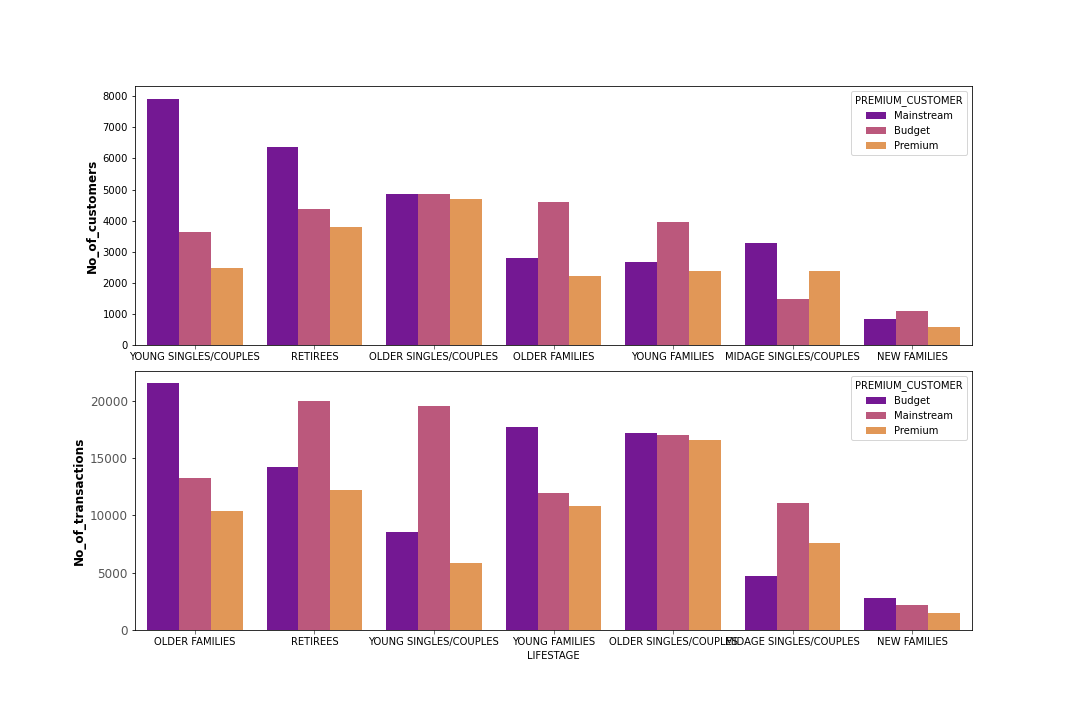 PREMIUM_CUSTOMER
Mainstream
Budget
Premium
8000
7000
6000
5000
4000
3000
2000
1000
0
No_of_customers
YOUNG SINGLES/COUPLES RETIREES OLDER SINGLES/COUPLES OLDER FAMILIES YOUNG FAMILIES MIDAGE SINGLES/COUPLES NEW FAMILIES
PREMIUM_CUSTOMER
Budget
Mainstream
Premium
20000
15000
10000
5000
0
No_of_transactions
OLDER FAMILIES RETIREES YOUNG SINGLES/COUPLES YOUNG FAMILIES OLDER SINGLES/COUPLES MIDAGE SINGLES/COUPLES NEW FAMILIES
LIFESTAGE